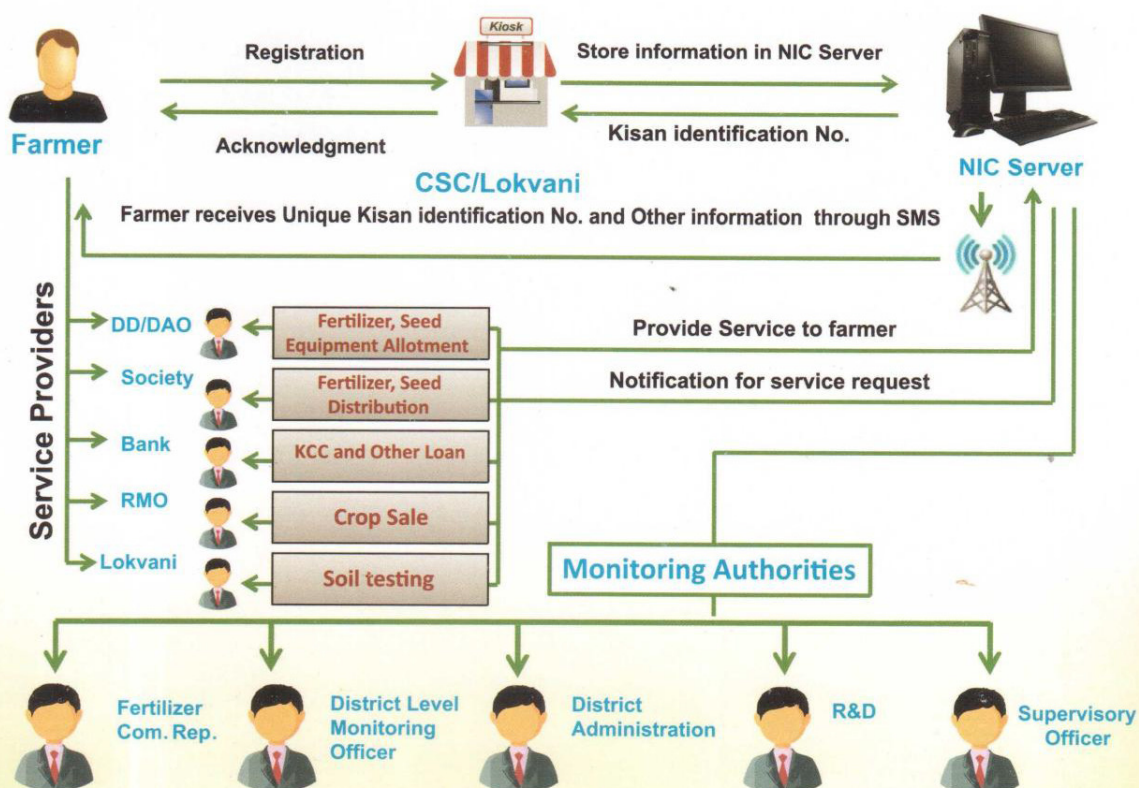 Kiosk
Registration
Store information in NIC Server
Farmer
Acknowledgment
Kisan identification No.
CSC/Lokvani
NIC Server
Farmer receives Unique Kisan identification No. and Other information through SMS
Service Providers
DD/DAO
Fertilizer, Seed
Equipment Allotment
Provide Service to farmer
Society
Fertilizer, Seed
Distribution
Notification for service request
Bank
KCC and Other Loan
RMO
Crop Sale
Lokvani
Soil testing
Monitoring Authorities
Fertilizer
Com. Rep.
District Level
Monitoring
Officer
District
Administration
R&D
Supervisory
Officer